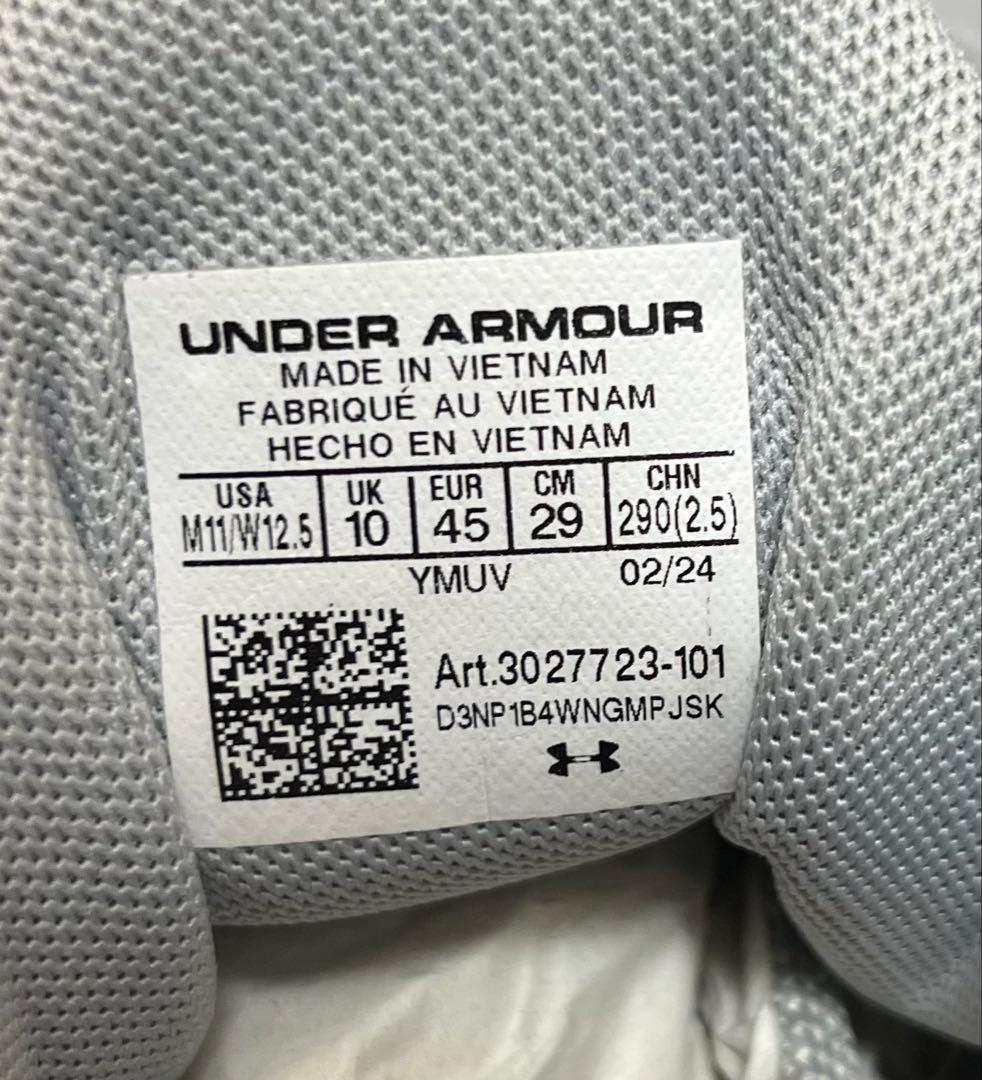 UNDER ARMOUR
MADE IN VIETNAM
FABRIQUÉ AU VIETNAM
HECHO EN VIETNAM
USA UK EUR CM CHN
M11/W12.5 10 45 29 290(2.5)
YMUV 02/24
Art.3027723-101
D3NP1B4WNGMPJSK